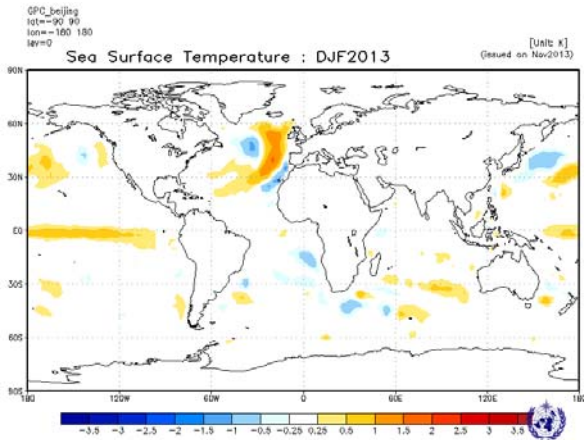 GPC_beijing
lat=-90 90
lon=-180 180
lev=0
[Unit: K]
Sea Surface Temperature : DJF2013
(issued on Nov2013)
90N
60N
30N
EQ
30S
60S
90S
180 120W 60W 0 60E 120E 180
-3.5 -3 -2.5 -2 -1.5 -1 -0.5 -0.25 0.25 0.5 1 1.5 2 2.5 3 3.5